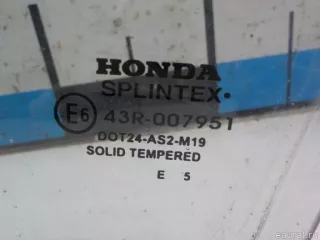 HONDA
SPLINTEX•
E6 43R-007951
DOT24-AS2-M19
SOLID TEMPERED
E 5